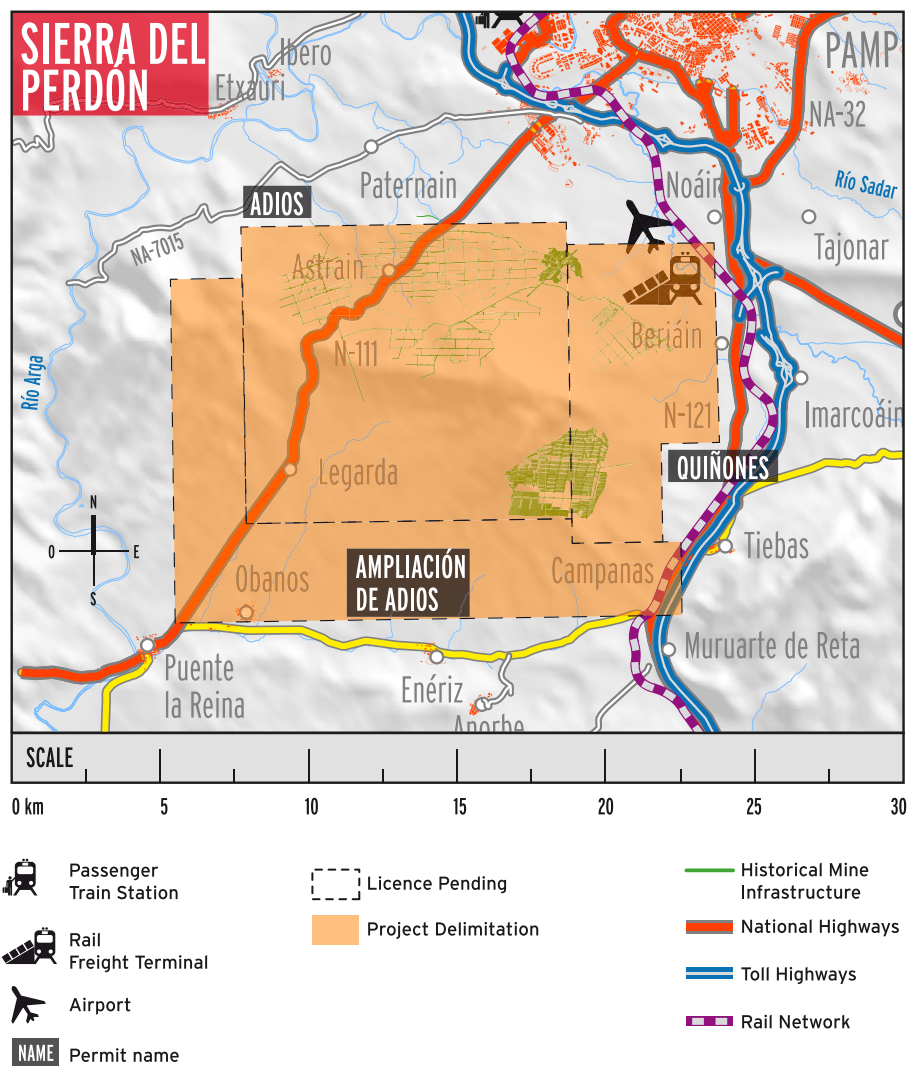 SIERRA DEL
PERDÓN
Ibero
Etxauri
PAMP
NA-32
Paternain
Noáin
Río Sadar
ADIOS
Tajonar
NA-7015
Astrain
Beriáin
N-111
Río Arga
N-121
Imarcoáin
Legarda
QUIÑONES
N
O
E
S
Tiebas
AMPLIACIÓN
DE ADIOS
Campanas
Obanos
Muruarte de Reta
Puente
la Reina
Enériz
Anorbe
SCALE
0 km
5
10
15
20
25
30
Passenger
Train Station
Rail
Freight Terminal
Airport
NAME
Permit name
Licence Pending
Project Delimitation
Historical Mine
Infrastructure
National Highways
Toll Highways
Rail Network